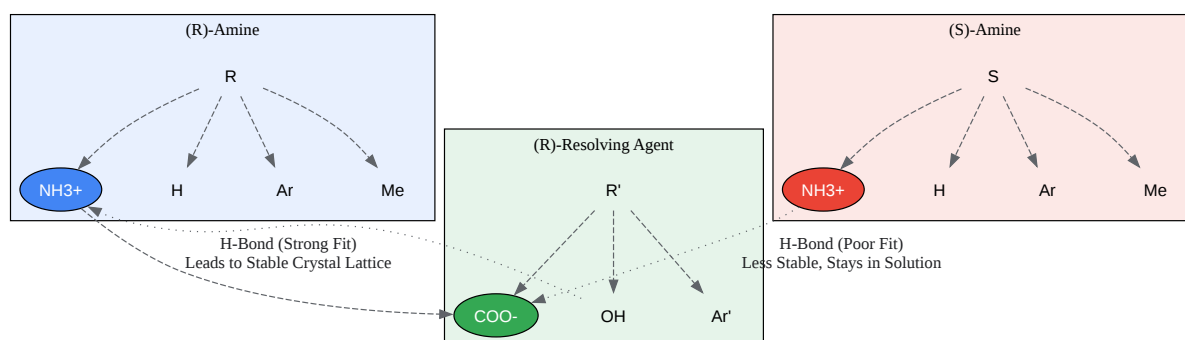 (R)-Amine
R
NH3+
H
Ar
Me
(S)-Amine
S
NH3+
H
Ar
Me
(R)-Resolving Agent
R'
COO-
OH
Ar'
H-Bond (Strong Fit)
Leads to Stable Crystal Lattice
H-Bond (Poor Fit)
Less Stable, Stays in Solution